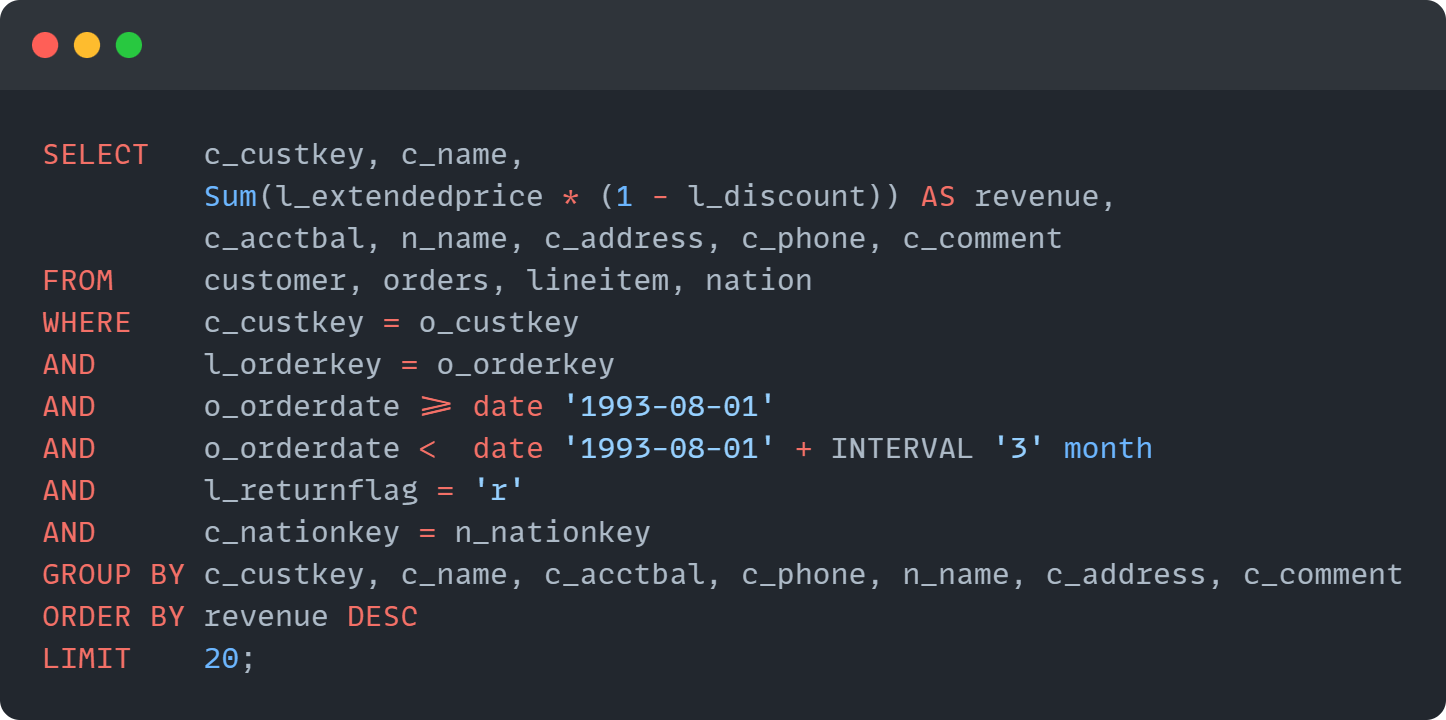 SELECT   c_custkey, c_name,
         Sum(l_extendedprice * (1 - l_discount)) AS revenue,
         c_acctbal, n_name, c_address, c_phone, c_comment
FROM     customer, orders, lineitem, nation
WHERE    c_custkey = o_custkey
AND      l_orderkey = o_orderkey
AND      o_orderdate >= date '1993-08-01'
AND      o_orderdate <  date '1993-08-01' + INTERVAL '3' month
AND      l_returnflag = 'r'
AND      c_nationkey = n_nationkey
GROUP BY c_custkey, c_name, c_acctbal, c_phone, n_name, c_address, c_comment
ORDER BY revenue DESC
LIMIT    20;